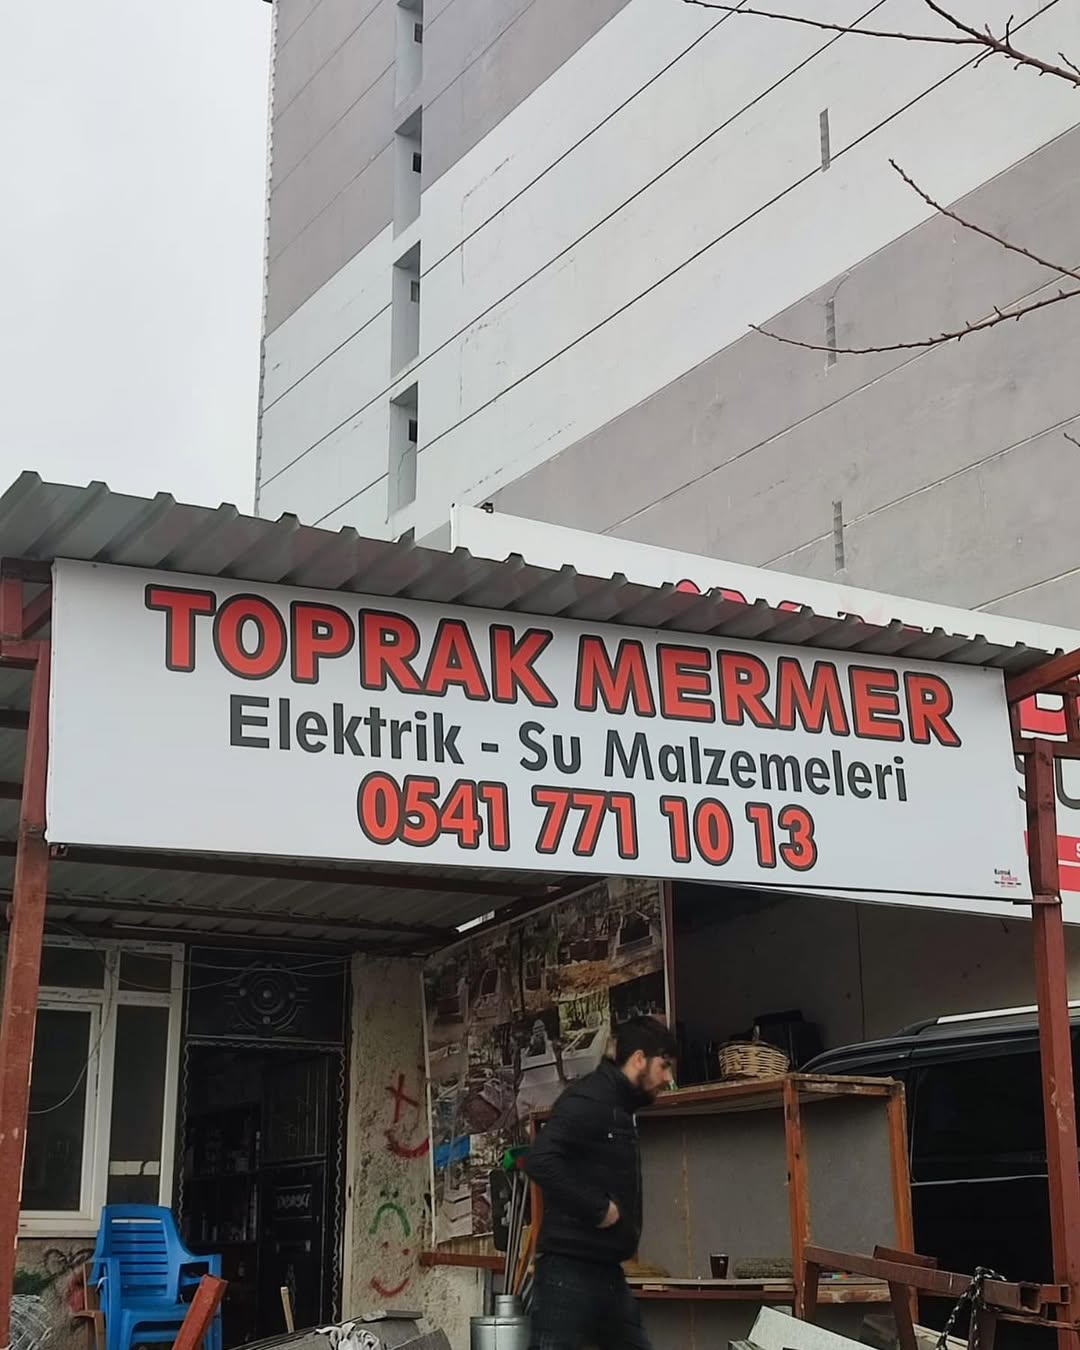 TOPRAK MERMER
Elektrik - Su Malzemeleri
0541 771 10 13